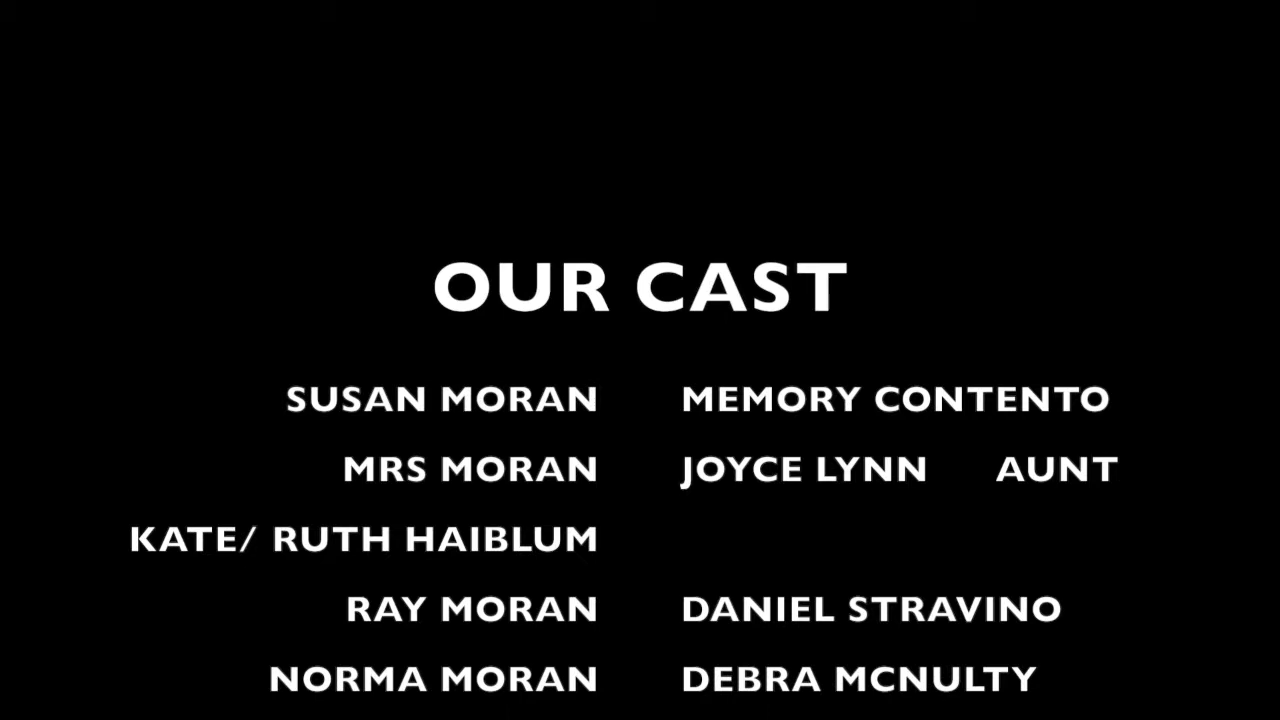 OUR CAST
SUSAN MORAN MEMORY CONTENTO
MRS MORAN JOYCE LYNN AUNT
KATE/ RUTH HAIBLUM
RAY MORAN DANIEL STRAVINO
NORMA MORAN DEBRA MCNULTY